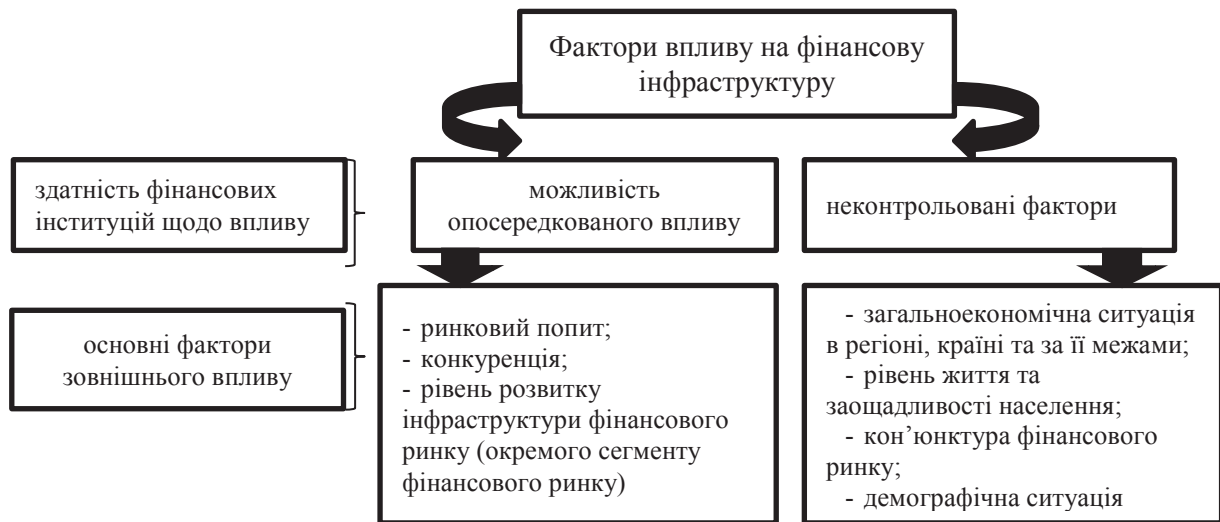 Фактори впливу на фінансову
інфраструктуру
здатність фінансових
інституцій щодо впливу
можливість
опосередкованого впливу
неконтрольовані фактори
основні фактори
зовнішнього впливу
- ринковий попит;
- конкуренція;
- рівень розвитку
інфраструктури фінансового
ринку (окремого сегменту
фінансового ринку)
- загальноекономічна ситуація
в регіоні, країні та за її межами;
- рівень життя та
заощадливості населення;
- кон’юнктура фінансового
ринку;
- демографічна ситуація